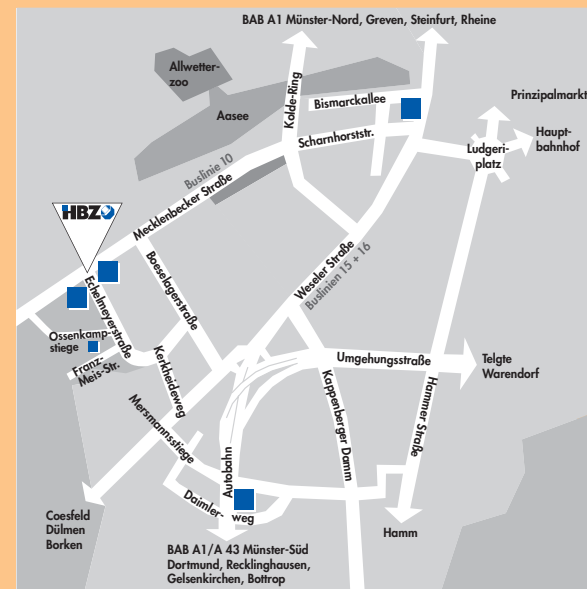 BAB A1 Münster-Nord, Greven, Steinfurt, Rheine
Allwetter-
zoo
Aasee
Kolde-Ring
Bismarckallee
Scharnhorststr.
Prinzipalmarkt
Haupt-
bahnhof
Ludgeri-
platz
Buslinie 10
Mecklenbecker Straße
HBZ
Weseler Straße
Buslinien 15 + 16
Boeselagerstraße
Echelmeyerstraße
Ossenkamp-
stiege
Franz-
Meis-Str.
Kerkheideweg
Mersmannsstiege
Umgehungsstraße
Telgte
Warendorf
Kappenberger Damm
Hammer Straße
Autobahn
Daimler-
weg
Coesfeld
Dülmen
Borken
Hamm
BAB A1/A 43 Münster-Süd
Dortmund, Recklinghausen,
Gelsenkirchen, Bottrop